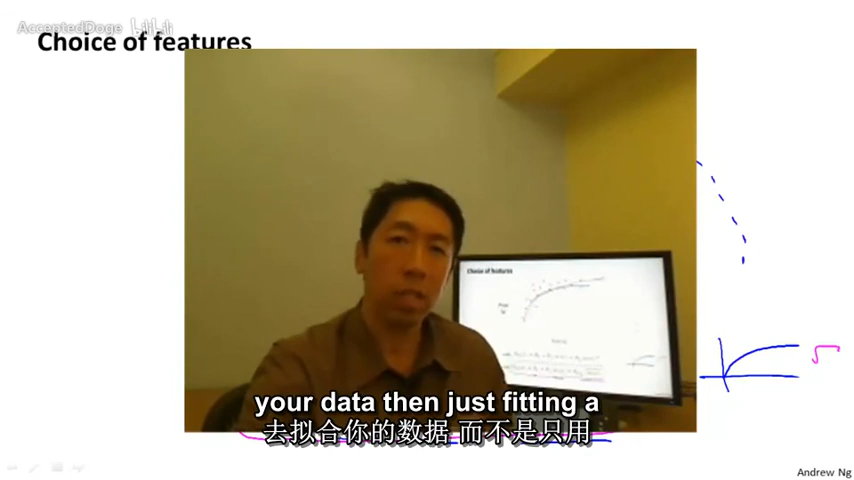 AcceptedDoge bilibili
Choice of features
Choice of features
your data then just fitting a
去拟合你的数据 而不是只用
Andrew Ng